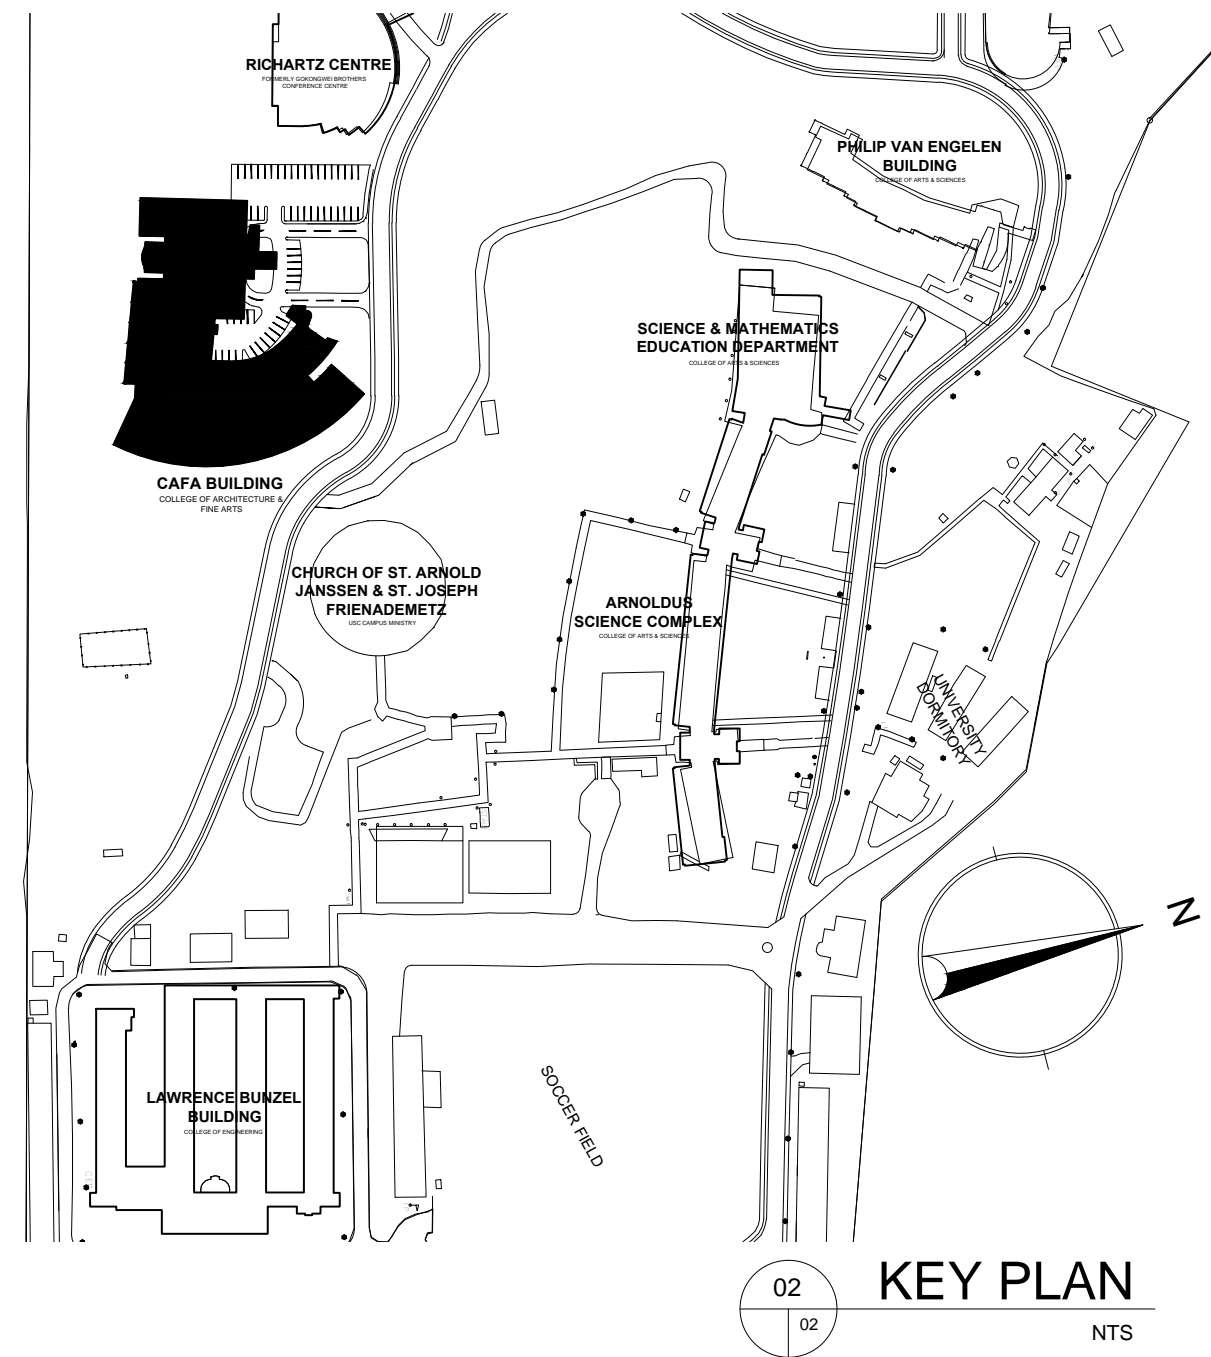 RICHARTZ CENTRE
FORMERLY GOKONGWEI BROTHERS
CONFERENCE CENTRE
PHILIP VAN ENGELEN
BUILDING
COLLEGE OF ARTS & SCIENCES
SCIENCE & MATHEMATICS
EDUCATION DEPARTMENT
COLLEGE OF ARTS & SCIENCES
CAFA BUILDING
COLLEGE OF ARCHITECTURE &
FINE ARTS
CHURCH OF ST. ARNOLD
JANSSEN & ST. JOSEPH
FRIENADEMETZ
USC CAMPUS MINISTRY
ARNOLDUS
SCIENCE COMPLEX
COLLEGE OF ARTS & SCIENCES
UNIVERSITY
DORMITORY
N
LAWRENCE BUNZEL
BUILDING
COLLEGE OF ENGINEERING
SOCCER FIELD
02
02
KEY PLAN
NTS